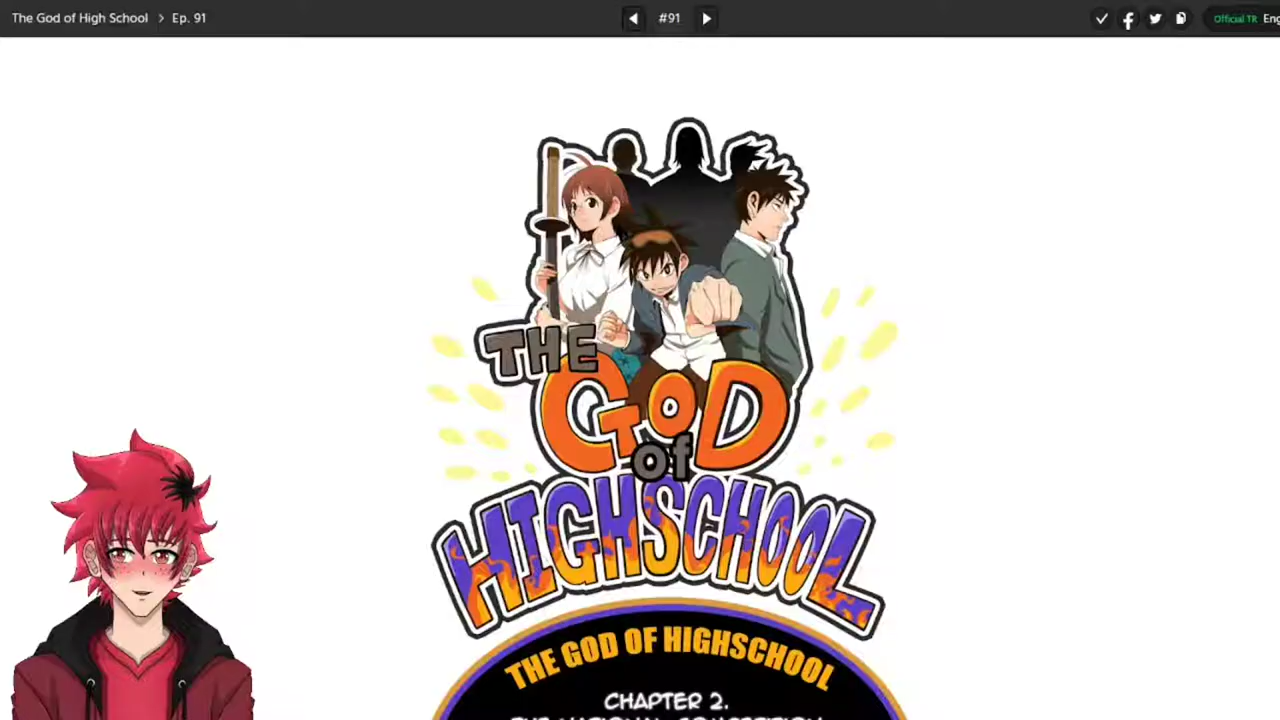 The God of High School > Ep. 91
#91
Official TR Eng
THE
GOD
of
HIGHSCHOOL
THE GOD OF HIGHSCHOOL
CHAPTER 2.